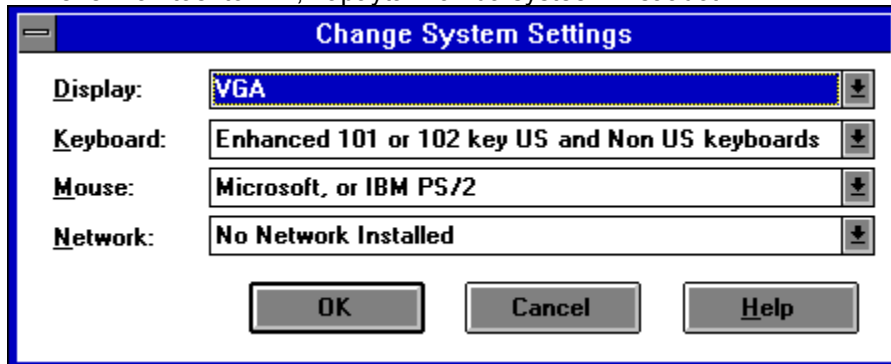 Change System Settings
Display: VGA
Keyboard: Enhanced 101 or 102 key US and Non US keyboards
Mouse: Microsoft, or IBM PS/2
Network: No Network Installed
OK Cancel Help